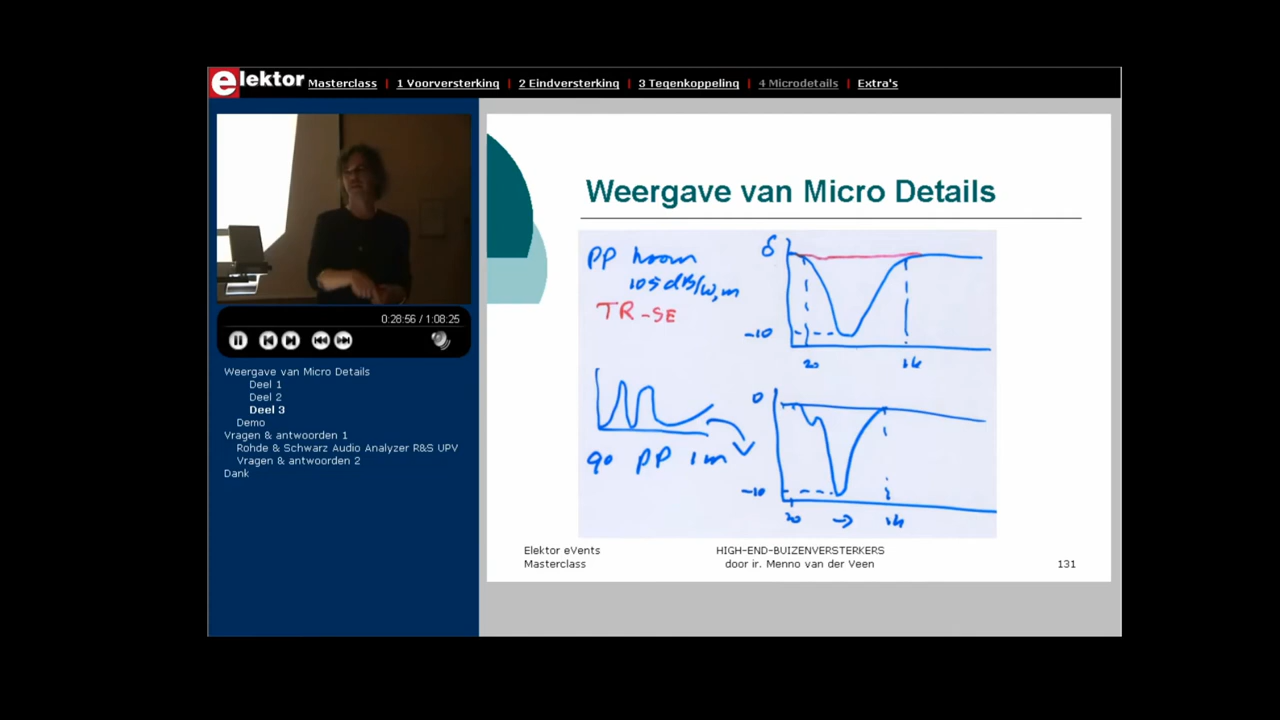 elektor Masterclass | 1 Voorversterking | 2 Eindversterking | 3 Tegenkoppeling | 4 Microdetails | Extra's
0:28:56 / 1:08:25
Weergave van Micro Details
Deel 1
Deel 2
Deel 3
Demo
Vragen & antwoorden 1
Rohde & Schwarz Audio Analyzer R&S UPV
Vragen & antwoorden 2
Dank
Weergave van Micro Details
PP hoorn
105 dB/W,m
TR-SE
δ
-10
20
1k
90 PP 1m
0
-10
20 → 1k
Elektor eVents
Masterclass
HIGH-END-BUIZENVERSTERKERS
door ir. Menno van der Veen
131